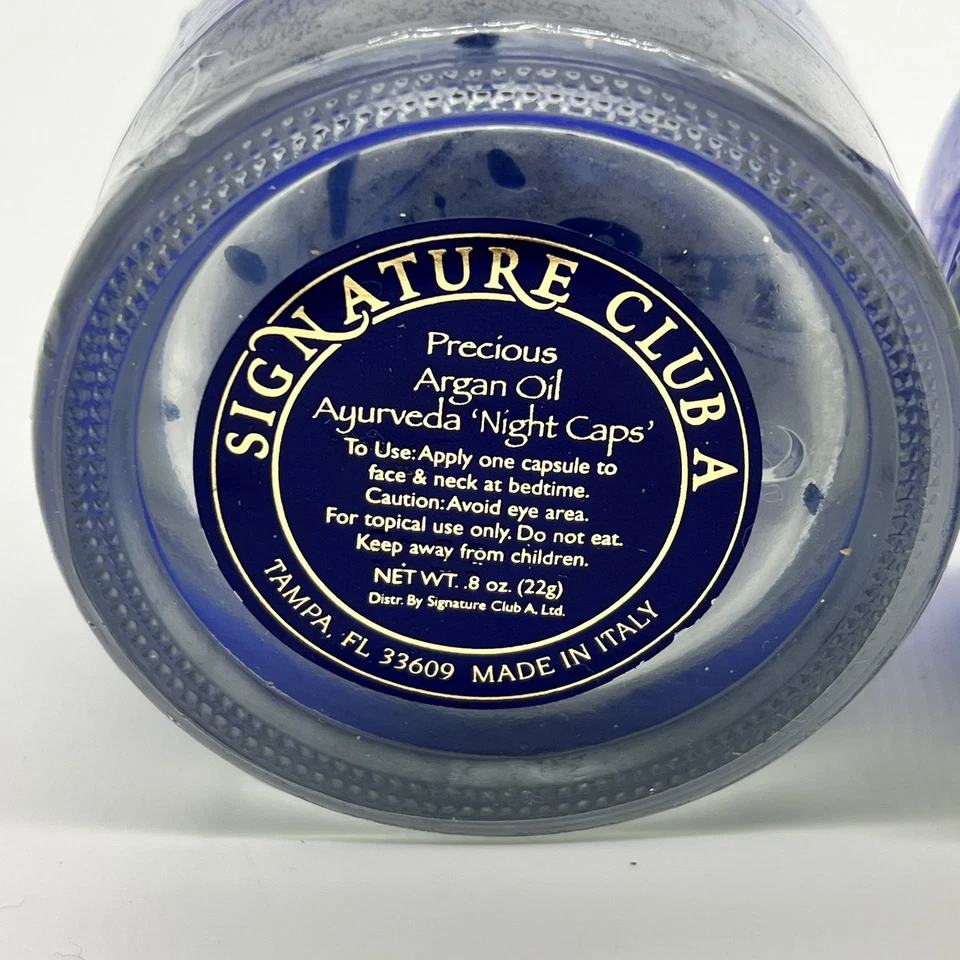 SIGNATURE CLUB A
Precious
Argan Oil
Ayurveda ‘Night Caps’
To Use: Apply one capsule to
face & neck at bedtime.
Caution: Avoid eye area.
For topical use only. Do not eat.
Keep away from children.
NET WT. .8 oz. (22g)
Distr. By Signature Club A, Ltd.
TAMPA, FL 33609 MADE IN ITALY